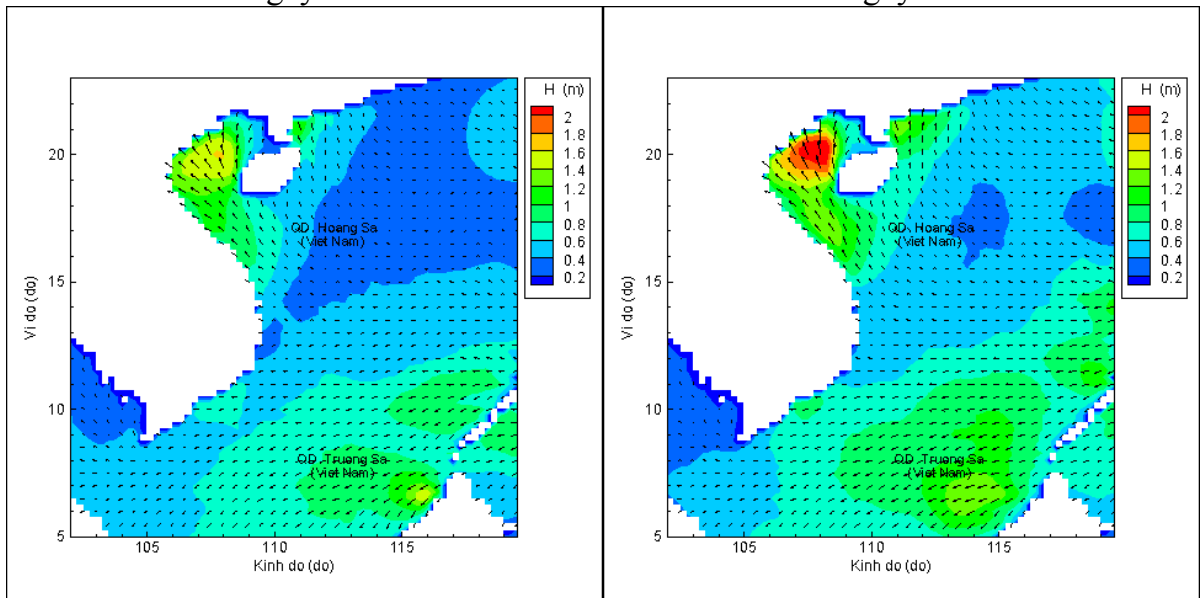 H (m)
2
1.8
1.6
1.4
1.2
1
0.8
0.6
0.4
0.2
20
15
10
5
Vi do (do)
QD. Hoang Sa
(Viet Nam)
QD. Truong Sa
(Viet Nam)
105
110
115
Kinh do (do)
H (m)
2
1.8
1.6
1.4
1.2
1
0.8
0.6
0.4
0.2
20
15
10
5
Vi do (do)
QD. Hoang Sa
(Viet Nam)
QD. Truong Sa
(Viet Nam)
105
110
115
Kinh do (do)